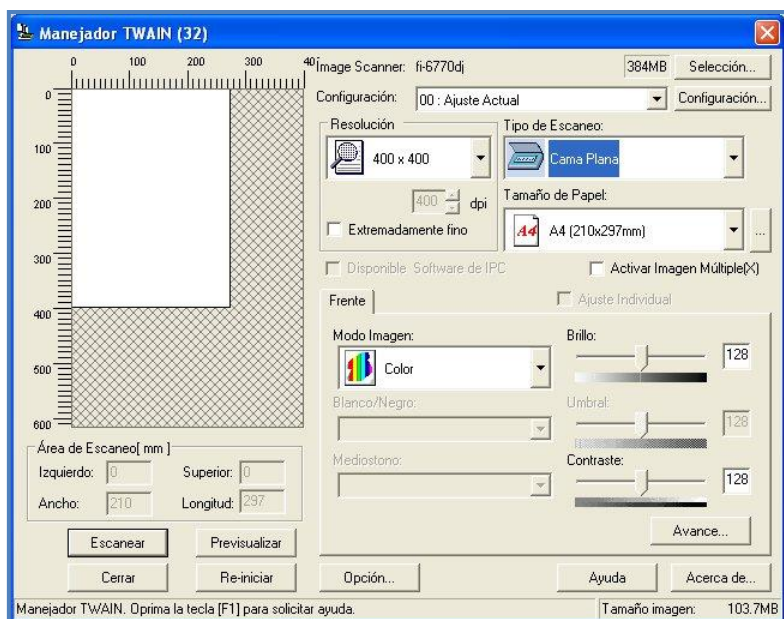 Manejador TWAIN (32)
0 100 200 300 40
0
100
200
300
400
500
600
Image Scanner: fi-6770dj 384MB Selección...
Configuración: 00 : Ajuste Actual Configuración...
Resolución
400 x 400
400 dpi
Extremadamente fino
Tipo de Escaneo:
Cama Plana
Tamaño de Papel:
A4 A4 (210x297mm) ...
Disponible Software de IPC Activar Imagen Múltiple(X)
Frente Ajuste Individual
Modo Imagen:
Color
Blanco/Negro:
Mediostono:
Brillo:
128
Umbral:
128
Contraste:
128
Avance...
Área de Escaneo[ mm ]
Izquierdo: 0 Superior: 0
Ancho: 210 Longitud: 297
Escanear Previsualizar
Cerrar Re-iniciar Opción... Ayuda Acerca de...
Manejador TWAIN. Oprima la tecla [F1] para solicitar ayuda. Tamaño imagen: 103.7MB